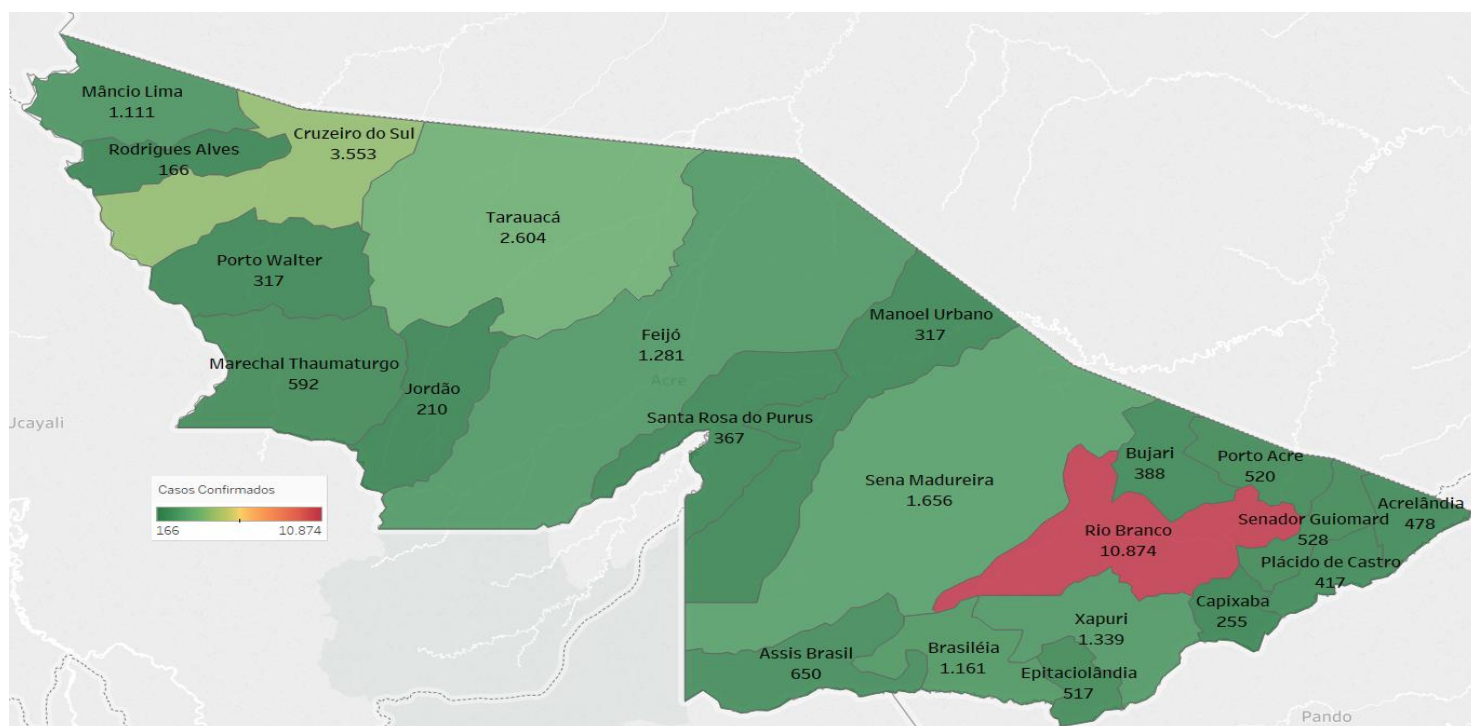 Mâncio Lima
1.111
Rodrigues Alves
166
Cruzeiro do Sul
3.553
Tarauacá
2.604
Porto Walter
317
Marechal Thaumaturgo
592
Jordão
210
Feijó
1.281
Acre
Manoel Urbano
317
Santa Rosa do Purus
367
Sena Madureira
1.656
Bujari
388
Porto Acre
520
Acrelândia
478
Rio Branco
10.874
Senador Guiomard
528
Plácido de Castro
417
Capixaba
255
Xapuri
1.339
Assis Brasil
650
Brasiléia
1.161
Epitaciolândia
517
Ucayali
Casos Confirmados
166
10.874
Pando